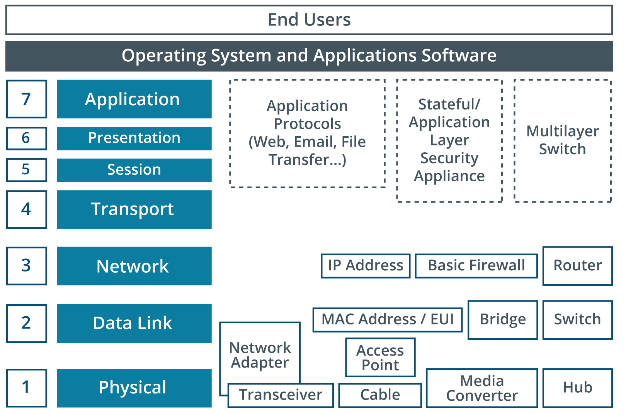 End Users
Operating System and Applications Software
7
Application
6
Presentation
5
Session
4
Transport
Application
Protocols
(Web, Email, File
Transfer...)
Stateful/
Application
Layer
Security
Appliance
Multilayer
Switch
3
Network
IP Address
Basic Firewall
Router
2
Data Link
MAC Address / EUI
Bridge
Switch
Network
Adapter
Access
Point
1
Physical
Transceiver
Cable
Media
Converter
Hub